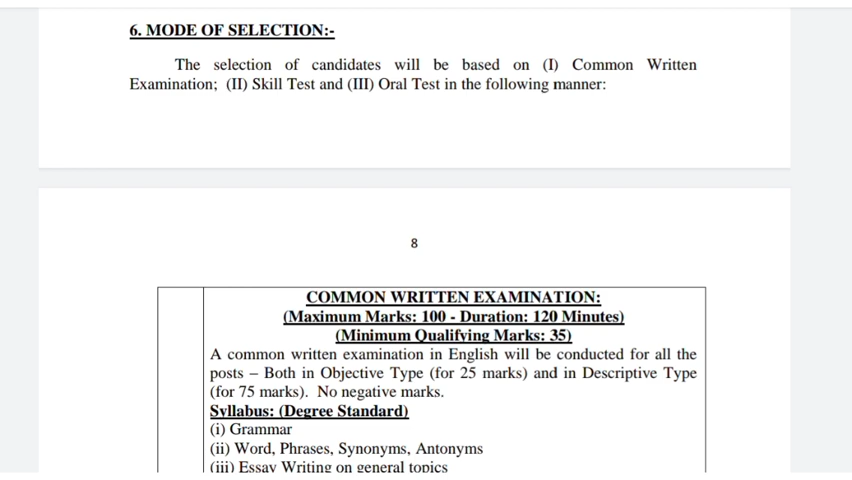 6. MODE OF SELECTION:-
The selection of candidates will be based on (I) Common Written
Examination; (II) Skill Test and (III) Oral Test in the following manner:
8
COMMON WRITTEN EXAMINATION:
(Maximum Marks: 100 - Duration: 120 Minutes)
(Minimum Qualifying Marks: 35)
A common written examination in English will be conducted for all the
posts – Both in Objective Type (for 25 marks) and in Descriptive Type
(for 75 marks). No negative marks.
Syllabus: (Degree Standard)
(i) Grammar
(ii) Word, Phrases, Synonyms, Antonyms
(iii) Essay Writing on general topics